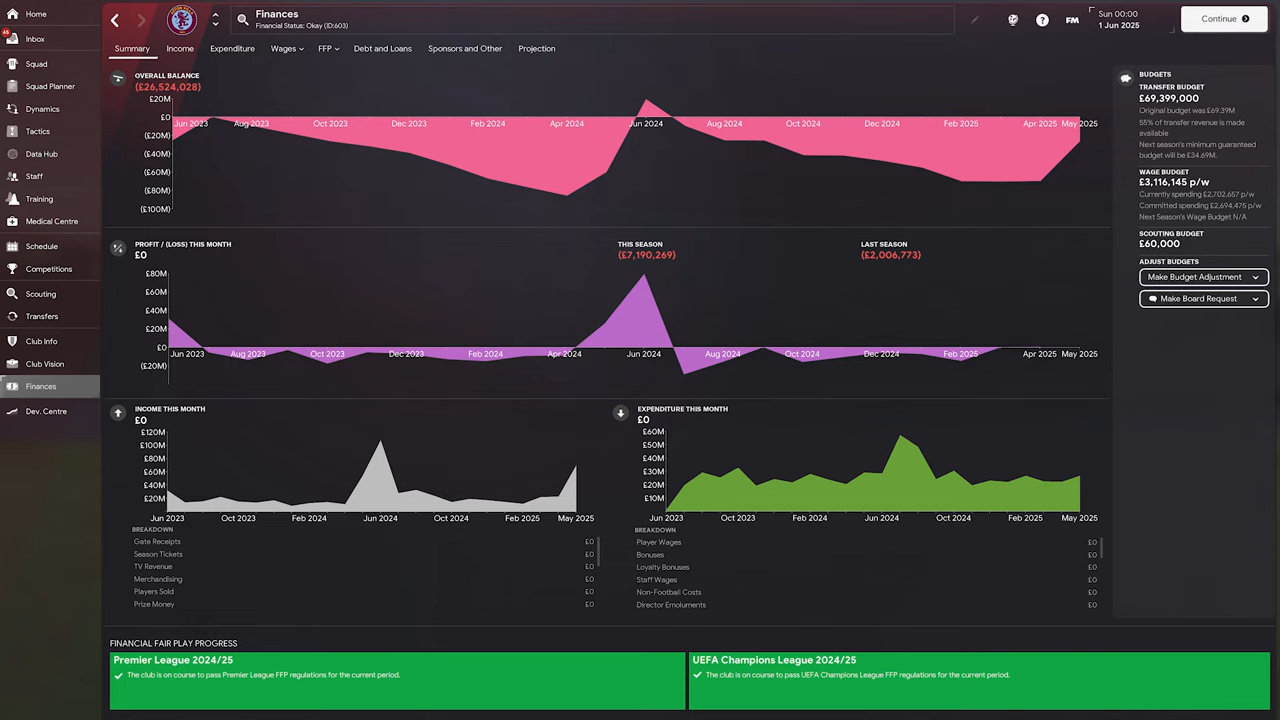 Home
Finances
Financial Status: Okay (ID:603)
FM
Sun 00:00
1 Jun 2025
Continue
45
Inbox
Squad
Squad Planner
Dynamics
Tactics
Data Hub
Staff
Training
Medical Centre
Schedule
Competitions
Scouting
Transfers
Club Info
Club Vision
Finances
Dev. Centre
Summary
Income
Expenditure
Wages
FFP
Debt and Loans
Sponsors and Other
Projection
OVERALL BALANCE
(£26,524,028)
£20M
£0
(£20M)
(£40M)
(£60M)
(£80M)
(£100M)
Jun 2023 Aug 2023 Oct 2023 Dec 2023 Feb 2024 Apr 2024 Jun 2024 Aug 2024 Oct 2024 Dec 2024 Feb 2025 Apr 2025 May 2025
PROFIT / (LOSS) THIS MONTH
£0
THIS SEASON
(£7,190,269)
LAST SEASON
(£2,006,773)
£80M
£60M
£40M
£20M
£0
(£20M)
Jun 2023 Aug 2023 Oct 2023 Dec 2023 Feb 2024 Apr 2024 Jun 2024 Aug 2024 Oct 2024 Dec 2024 Feb 2025 Apr 2025 May 2025
INCOME THIS MONTH
£0
£120M
£100M
£80M
£60M
£40M
£20M
Jun 2023 Oct 2023 Feb 2024 Jun 2024 Oct 2024 Feb 2025 May 2025
BREAKDOWN
Gate Receipts £0
Season Tickets £0
TV Revenue £0
Merchandising £0
Players Sold £0
Prize Money £0
EXPENDITURE THIS MONTH
£0
£60M
£50M
£40M
£30M
£20M
£10M
Jun 2023 Oct 2023 Feb 2024 Jun 2024 Oct 2024 Feb 2025 May 2025
BREAKDOWN
Player Wages £0
Bonuses £0
Loyalty Bonuses £0
Staff Wages £0
Non-Football Costs £0
Director Emoluments £0
BUDGETS
TRANSFER BUDGET
£69,399,000
Original budget was £69.39M
55% of transfer revenue is made
available
Next season's minimum guaranteed
budget will be £34.69M.
WAGE BUDGET
£3,116,145 p/w
Currently spending £2,702,657 p/w
Committed spending £2,694,475 p/w
Next Season's Wage Budget N/A
SCOUTING BUDGET
£60,000
ADJUST BUDGETS
Make Budget Adjustment
Make Board Request
FINANCIAL FAIR PLAY PROGRESS
Premier League 2024/25
The club is on course to pass Premier League FFP regulations for the current period.
UEFA Champions League 2024/25
The club is on course to pass UEFA Champions League FFP regulations for the current period.